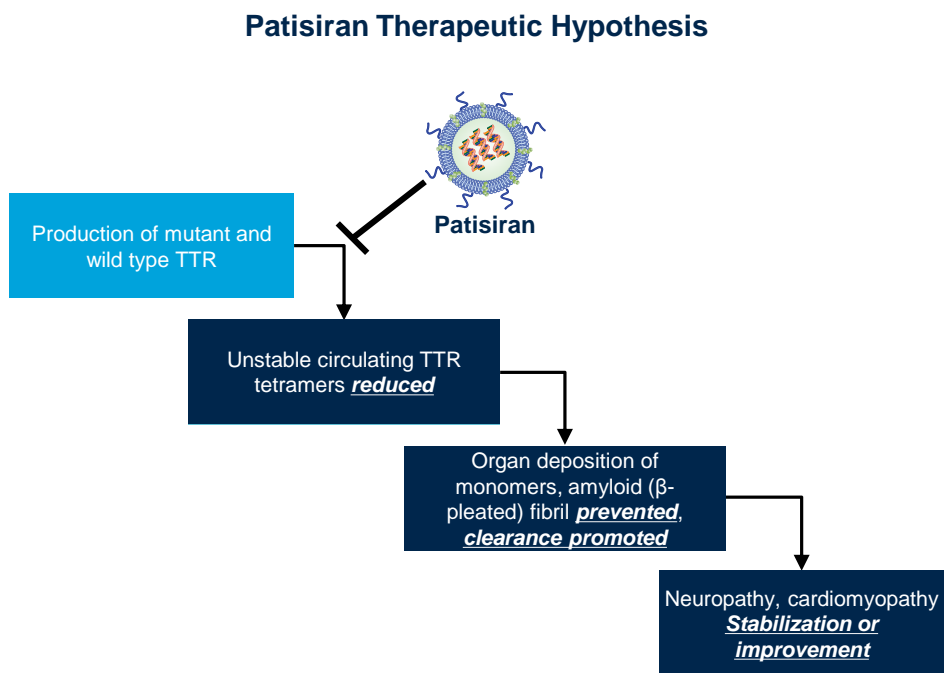 Patisiran Therapeutic Hypothesis
Patisiran
Production of mutant and
wild type TTR
Unstable circulating TTR
tetramers reduced
Organ deposition of
monomers, amyloid (β-
pleated) fibril prevented,
clearance promoted
Neuropathy, cardiomyopathy
Stabilization or
improvement